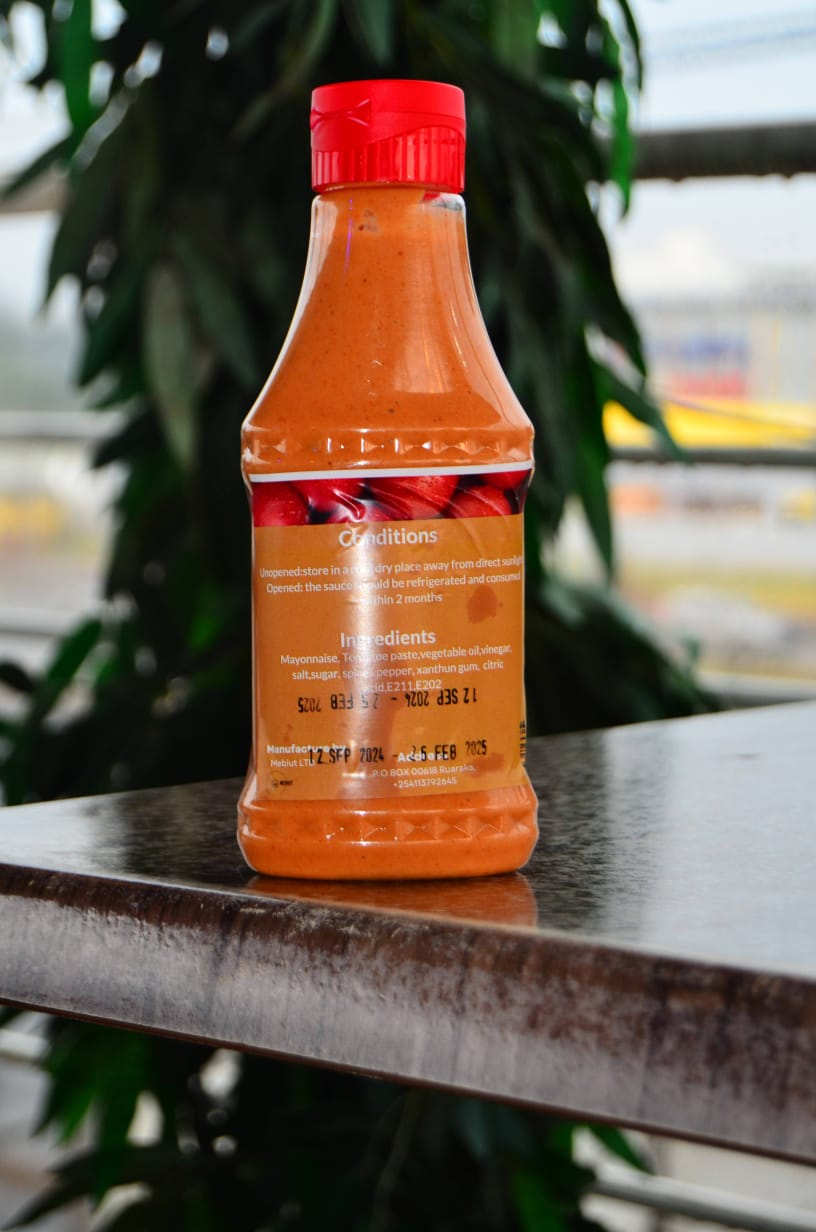 Conditions
Unopened:store in a cool dry place away from direct sunlight
Opened: the sauce should be refrigerated and consumed
within 2 months
Ingredients
Mayonnaise, Tomatoe paste,vegetable oil,vinegar,
salt,sugar, spices pepper, xanthun gum, citric
acid,E211,E202
12 SEP 2024 - 25 FEB 2025
12 SEP 2024 - 25 FEB 2025
Manufacture by Address
Mebiut LTD P.O BOX 00618 Ruaraka,
+254113792645